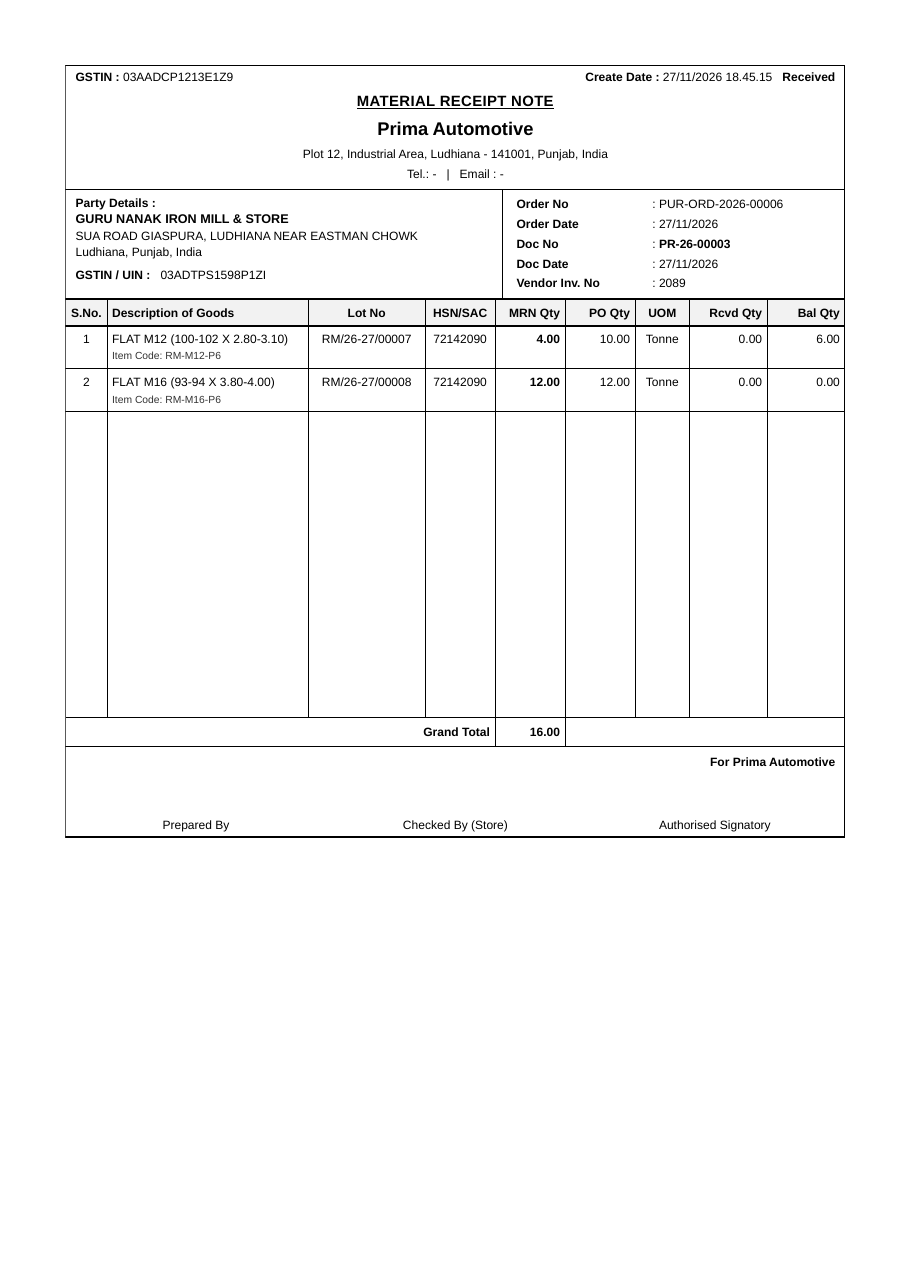 GSTIN : 03AADCP1213E1Z9 Create Date : 27/11/2026 18.45.15 Received
MATERIAL RECEIPT NOTE
Prima Automotive
Plot 12, Industrial Area, Ludhiana - 141001, Punjab, India
Tel.: - | Email : -
Party Details :
GURU NANAK IRON MILL & STORE
SUA ROAD GIASPURA, LUDHIANA NEAR EASTMAN CHOWK
Ludhiana, Punjab, India
GSTIN / UIN : 03ADTPS1598P1ZI
Order No : PUR-ORD-2026-00006
Order Date : 27/11/2026
Doc No : PR-26-00003
Doc Date : 27/11/2026
Vendor Inv. No : 2089
S.No. Description of Goods Lot No HSN/SAC MRN Qty PO Qty UOM Rcvd Qty Bal Qty
1 FLAT M12 (100-102 X 2.80-3.10) RM/26-27/00007 72142090 4.00 10.00 Tonne 0.00 6.00
Item Code: RM-M12-P6
2 FLAT M16 (93-94 X 3.80-4.00) RM/26-27/00008 72142090 12.00 12.00 Tonne 0.00 0.00
Item Code: RM-M16-P6
Grand Total 16.00
For Prima Automotive
Prepared By Checked By (Store) Authorised Signatory